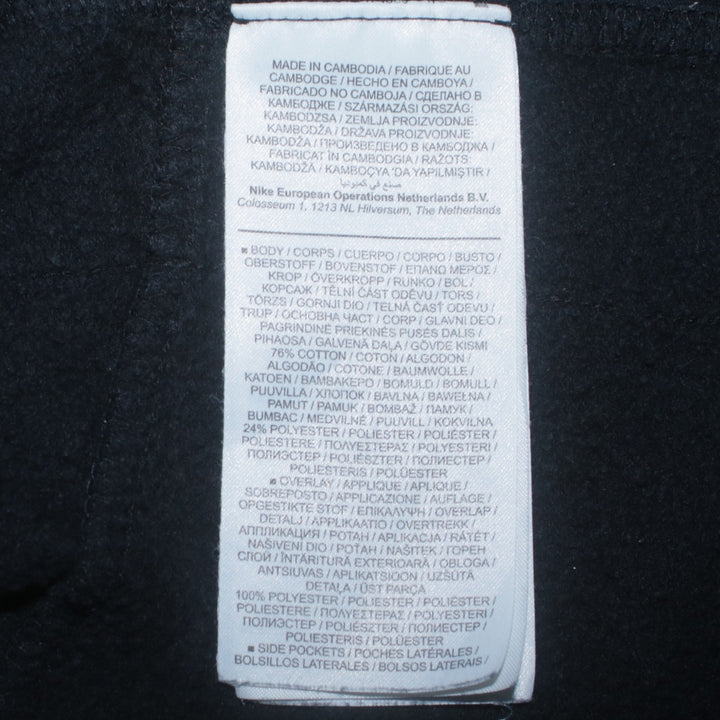 MADE IN CAMBODIA / FABRIQUE AU
CAMBODGE / HECHO EN CAMBOYA /
FABRICADO NO CAMBOJA / СДЕЛАНО В
КАМБОДЖЕ / SZÁRMAZÁSI ORSZÁG:
KAMBODZSA / ZEMLJA PROIZVODNJE:
KAMBODŽA / DRŽAVA PROIZVODNJE:
KAMBODŽA / ПРОИЗВЕДЕНО В КАМБОДЖА /
FABRICAT ÎN CAMBODGIA / RAŽOTS:
KAMBODŽĀ / KAMBOÇYA 'DA YAPILMIŞTIR /
صنع في كمبوديا
Nike European Operations Netherlands B.V.
Colosseum 1, 1213 NL Hilversum, The Netherlands
BODY / CORPS / CUERPO / CORPO / BUSTO /
OBERSTOFF / BOVENSTOF / ΕΠΑΝΩ ΜΕΡΟΣ /
KROP / ÖVERKROPP / RUNKO / BOL /
КОРСАЖ / TĚLNÍ ČÁST ODĚVU / TORS /
TÖRZS / GORNJI DIO / TELNÁ ČASŤ ODEVU /
TRUP / ОСНОВНА ЧАСТ / CORP / GLAVNI DEO /
PAGRINDINĖ PRIEKINĖS PUSĖS DALIS /
PIHAOSA / GALVENĀ DAĻA / GÖVDE KISMI
76% COTTON / COTON / ALGODON /
ALGODÃO / COTONE / BAUMWOLLE /
KATOEN / ΒΑΜΒΑΚΕΡΟ / BOMULD / BOMULL /
PUUVILLA / ХЛОПОК / BAVLNA / BAWEŁNA /
PAMUT / PAMUK / BOMBAŽ / ПАМУК /
BUMBAC / MEDVILNĖ / PUUVILL / KOKVILNA
24% POLYESTER / POLIESTER / POLIÉSTER /
POLIESTERE / ΠΟΛΥΕΣΤΕΡΑΣ / POLYESTERI /
ПОЛИЭСТЕР / POLIÉSZTER / ПОЛИЕСТЕР /
POLIESTERIS / POLÜESTER
OVERLAY / APPLIQUE / APLIQUE /
SOBREPOSTO / APPLICAZIONE / AUFLAGE /
OPGESTIKTE STOF / ΕΠΙΚΑΛΥΨΗ / OVERLAP /
DETALJ / APPLIKAATIO / OVERTREKK /
АППЛИКАЦИЯ / POTAH / APLIKACJA / RÁTÉT /
NAŠIVENI DIO / POŤAH / NAŠITEK / ГОРЕН
СЛОЙ / ÎNTĂRITURĂ EXTERIOARĂ / OBLOGA /
ANTSIUVAS / APLIKATSIOON / UZŠŪTĀ
DETAĻA / ÜST PARÇA
100% POLYESTER / POLIESTER / POLIÉSTER /
POLIESTERE / ΠΟΛΥΕΣΤΕΡΑΣ / POLYESTERI /
ПОЛИЭСТЕР / POLIÉSZTER / ПОЛИЕСТЕР /
POLIESTERIS / POLÜESTER
SIDE POCKETS / POCHES LATÉRALES /
BOLSILLOS LATERALES / BOLSOS LATERAIS /